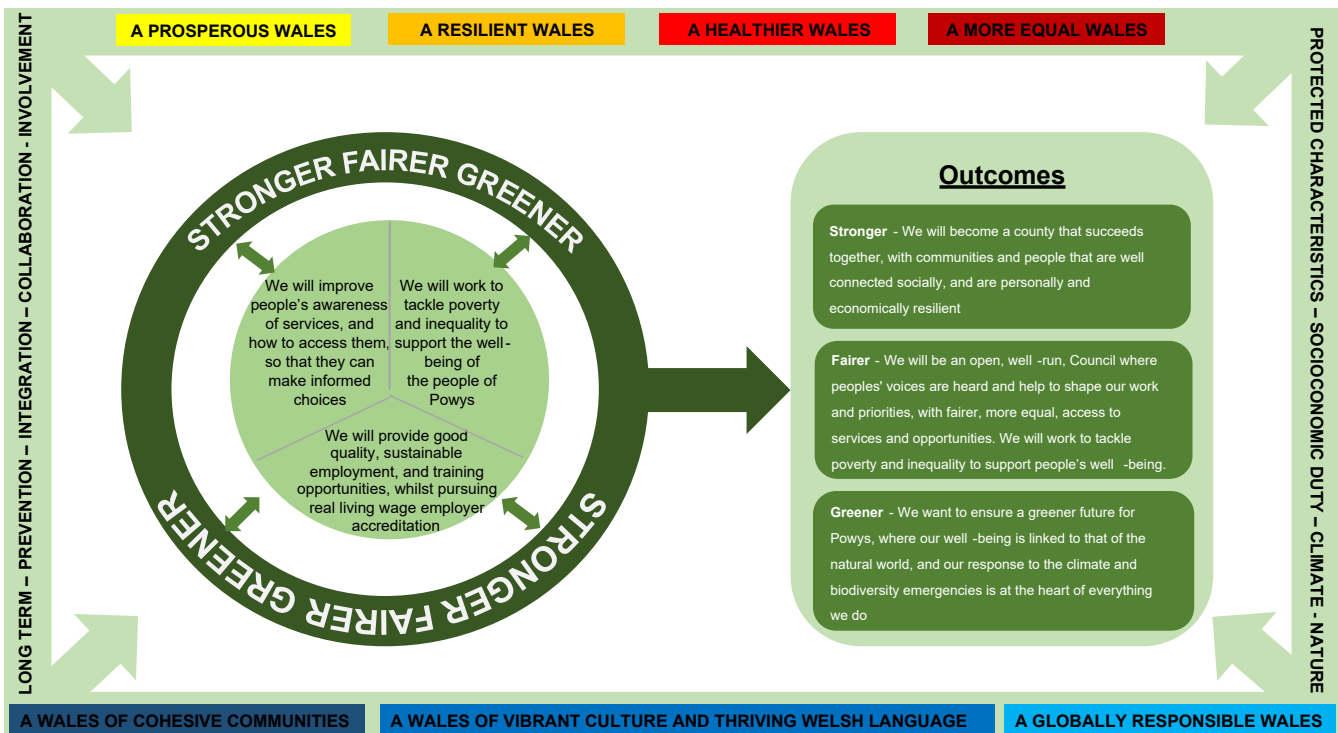 A PROSPEROUS WALES
A RESILIENT WALES
A HEALTHIER WALES
A MORE EQUAL WALES
LONG TERM – PREVENTION – INTEGRATION – COLLABORATION - INVOLVEMENT
STRONGER FAIRER GREENER
We will improve
people's awareness
of services, and
how to access them,
so that they can
make informed
choices
We will work to
tackle poverty
and inequality to
support the well-
being of
the people of
Powys
We will provide good
quality, sustainable
employment, and training
opportunities, whilst pursuing
real living wage employer
accreditation
STRONGER FAIRER GREENER
Outcomes
Stronger - We will become a county that succeeds
together, with communities and people that are well
connected socially, and are personally and
economically resilient
Fairer - We will be an open, well -run, Council where
peoples' voices are heard and help to shape our work
and priorities, with fairer, more equal, access to
services and opportunities. We will work to tackle
poverty and inequality to support people's well -being.
Greener - We want to ensure a greener future for
Powys, where our well -being is linked to that of the
natural world, and our response to the climate and
biodiversity emergencies is at the heart of everything
we do
PROTECTED CHARACTERISTICS – SOCIOECONOMIC DUTY – CLIMATE - NATURE
A WALES OF COHESIVE COMMUNITIES
A WALES OF VIBRANT CULTURE AND THRIVING WELSH LANGUAGE
A GLOBALLY RESPONSIBLE WALES